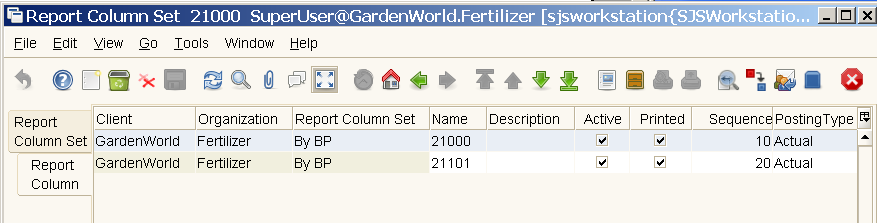 Report Column Set 21000 SuperUser@GardenWorld.Fertilizer [sjsworkstation{SJSWorkstatio...
File Edit View Go Tools Window Help
Report Column Set
Report Column
Client Organization Report Column Set Name Description Active Printed Sequence PostingType
GardenWorld Fertilizer By BP 21000 10 Actual
GardenWorld Fertilizer By BP 21101 20 Actual